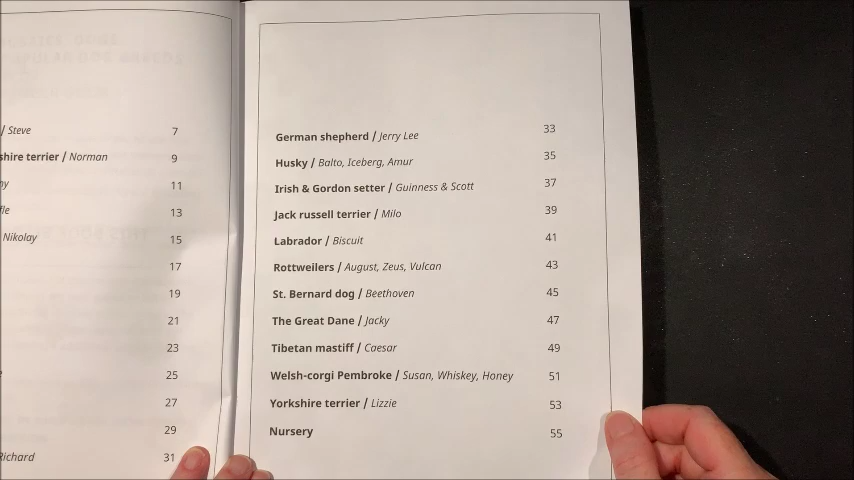 / Steve 7
shire terrier / Norman 9
ny 11
fle 13
Nikolay 15
17
19
21
23
25
27
29
Richard 31
German shepherd / Jerry Lee 33
Husky / Balto, Iceberg, Amur 35
Irish & Gordon setter / Guinness & Scott 37
Jack russell terrier / Milo 39
Labrador / Biscuit 41
Rottweilers / August, Zeus, Vulcan 43
St. Bernard dog / Beethoven 45
The Great Dane / Jacky 47
Tibetan mastiff / Caesar 49
Welsh-corgi Pembroke / Susan, Whiskey, Honey 51
Yorkshire terrier / Lizzie 53
Nursery 55